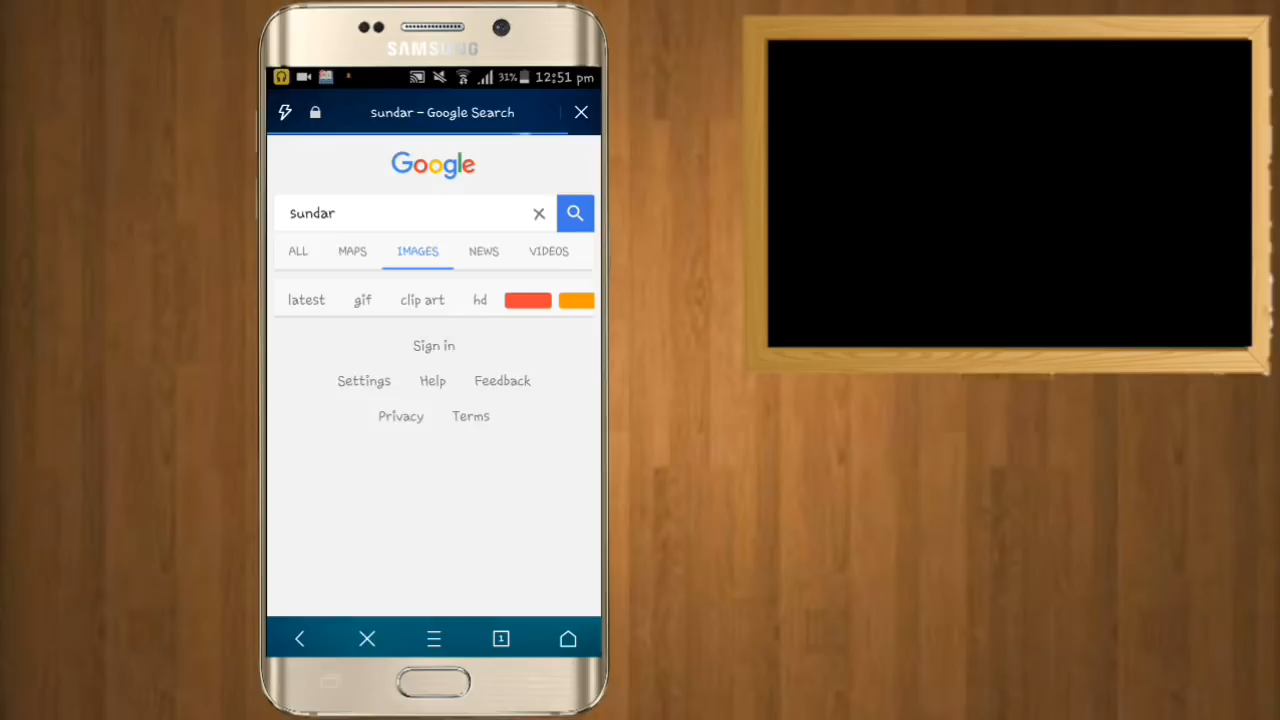 SAMSUNG
31% 12:51 pm
sundar – Google Search
Google
sundar
ALL MAPS IMAGES NEWS VIDEOS
latest gif clip art hd
Sign in
Settings Help Feedback
Privacy Terms
1